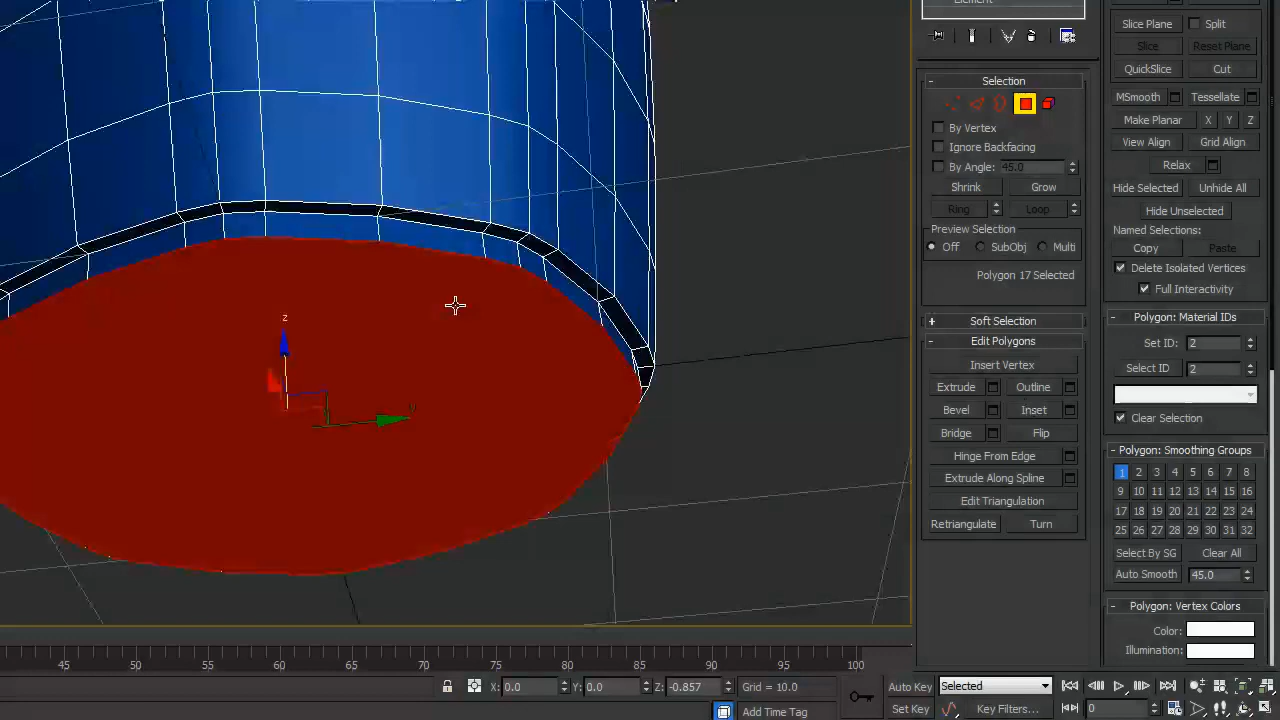 Element
Slice Plane Split
Slice Reset Plane
QuickSlice Cut
MSmooth Tessellate
Make Planar X Y Z
View Align Grid Align
Relax
Hide Selected Unhide All
Hide Unselected
Named Selections:
Copy Paste
Delete Isolated Vertices
Full Interactivity
- Selection
By Vertex
Ignore Backfacing
By Angle: 45.0
Shrink Grow
Ring Loop
Preview Selection
Off SubObj Multi
Polygon 17 Selected
+ Soft Selection
- Edit Polygons
Insert Vertex
Extrude Outline
Bevel Inset
Bridge Flip
Hinge From Edge
Extrude Along Spline
Edit Triangulation
Retriangulate Turn
- Polygon: Material IDs
Set ID: 2
Select ID 2
Clear Selection
- Polygon: Smoothing Groups
1 2 3 4 5 6 7 8
9 10 11 12 13 14 15 16
17 18 19 20 21 22 23 24
25 26 27 28 29 30 31 32
Select By SG Clear All
Auto Smooth 45.0
- Polygon: Vertex Colors
Color:
Illumination:
z
y
45 50 55 60 65 70 75 80 85 90 95 100
X: 0.0 Y: 0.0 Z: -0.857 Grid = 10.0
Add Time Tag
Auto Key Selected
Set Key Key Filters... 0